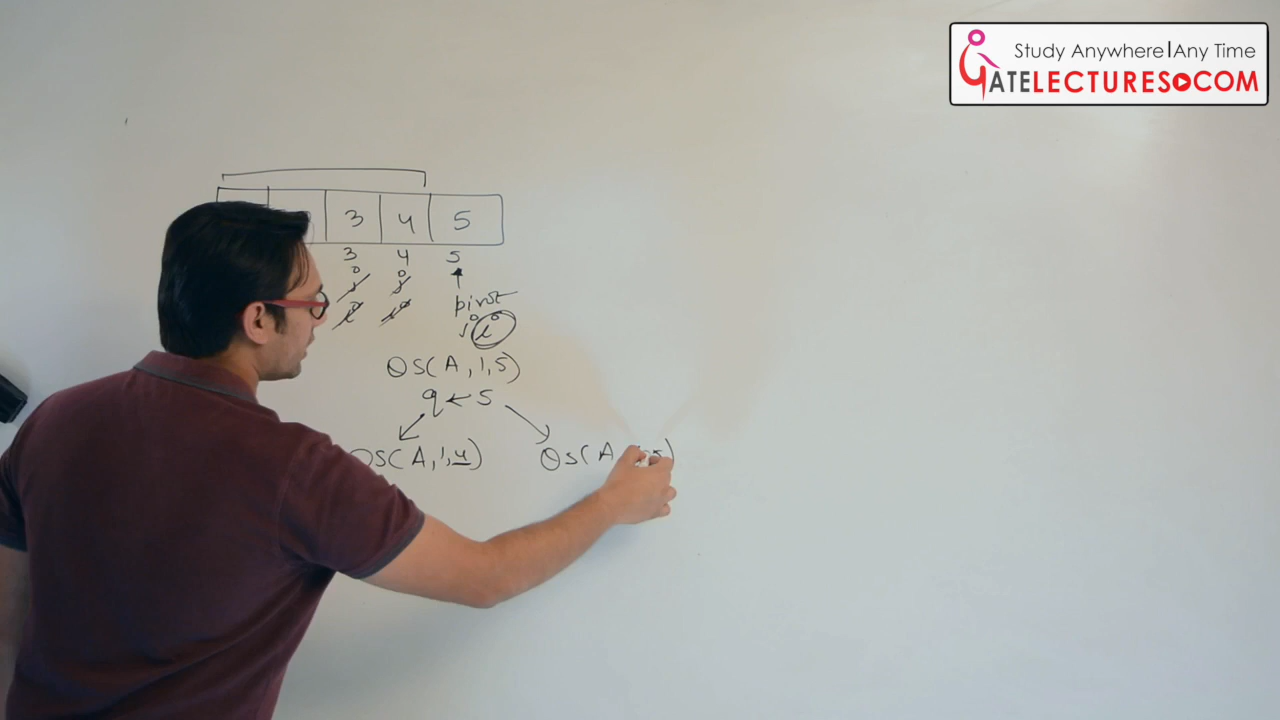 Study Anywhere|Any Time
GATELECTURES.COM
3 4 5
3 4 5
j j
i i pivot
j i
QS(A,1,5)
q ← 5
QS(A,1,4) QS(A